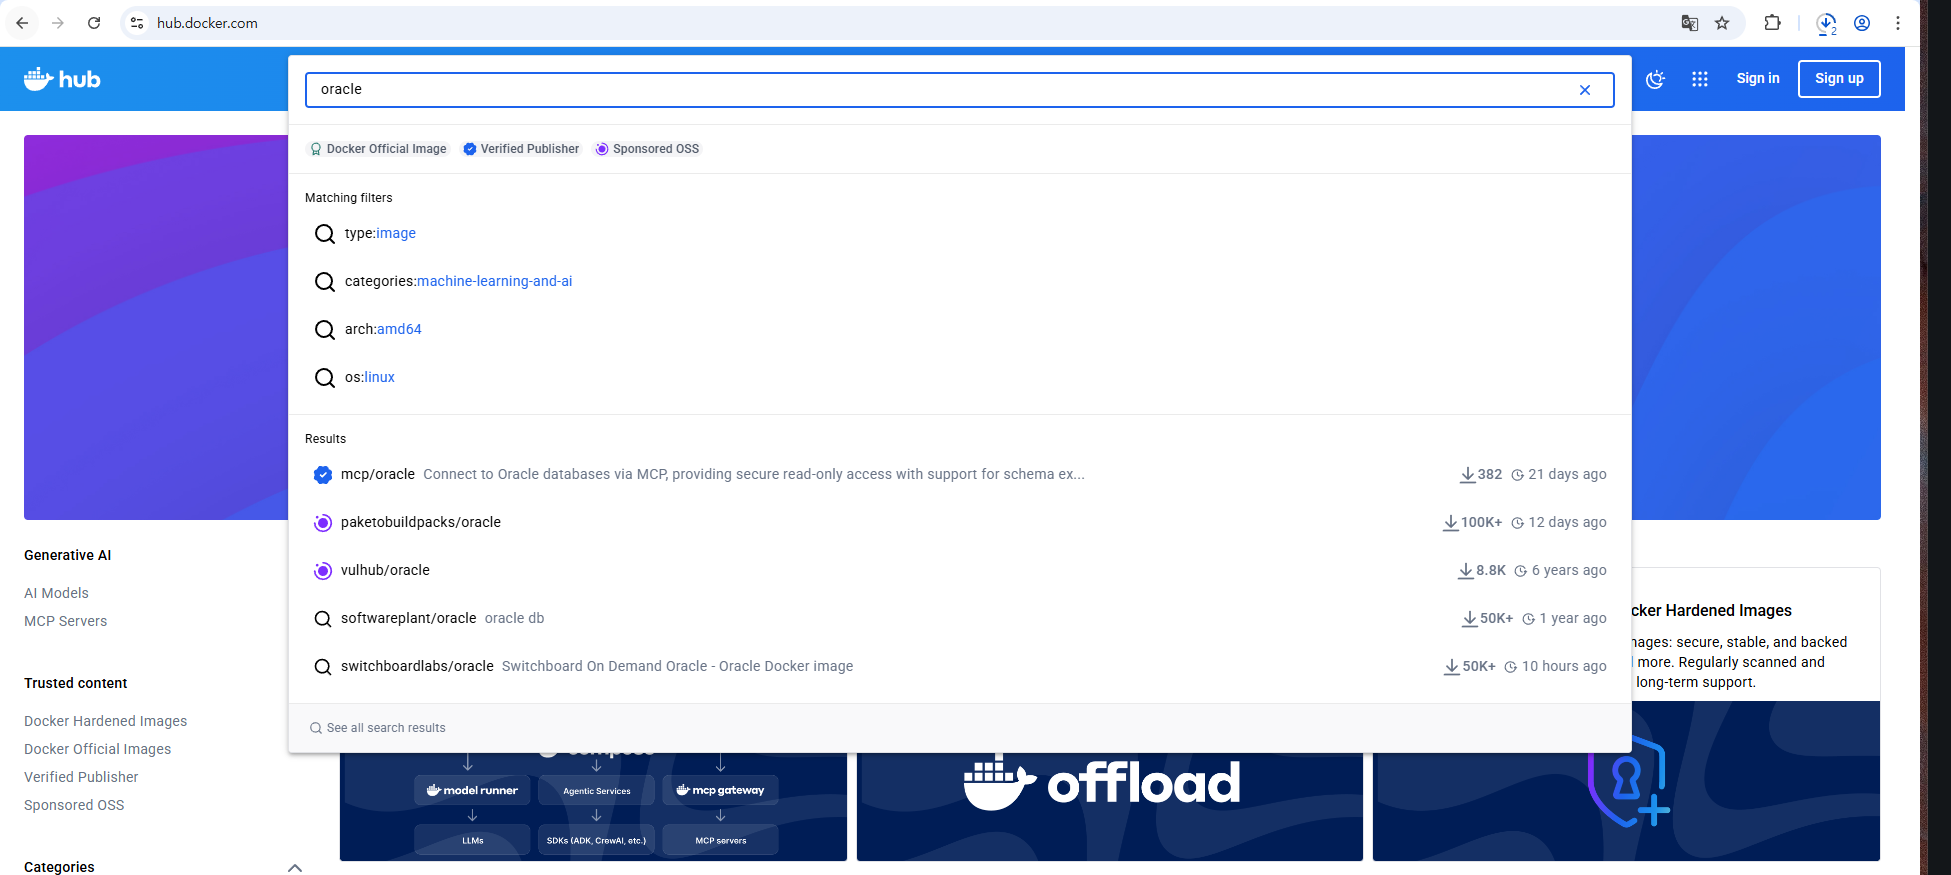 hub.docker.com
2
hub
oracle
Sign in
Sign up
Docker Official Image
Verified Publisher
Sponsored OSS
Matching filters
type:image
categories:machine-learning-and-ai
arch:amd64
os:linux
Results
mcp/oracle Connect to Oracle databases via MCP, providing secure read-only access with support for schema ex... 382 21 days ago
paketobuildpacks/oracle 100K+ 12 days ago
vulhub/oracle 8.8K 6 years ago
softwareplant/oracle oracle db 50K+ 1 year ago
switchboardlabs/oracle Switchboard On Demand Oracle - Oracle Docker image 50K+ 10 hours ago
See all search results
Generative AI
AI Models
MCP Servers
Trusted content
Docker Hardened Images
Docker Official Images
Verified Publisher
Sponsored OSS
Categories
cker Hardened Images
ages: secure, stable, and backed
more. Regularly scanned and
long-term support.
compose
model runner
Agentic Services
mcp gateway
LLMs
SDKs (ADK, CrewAI, etc.)
MCP servers
offload